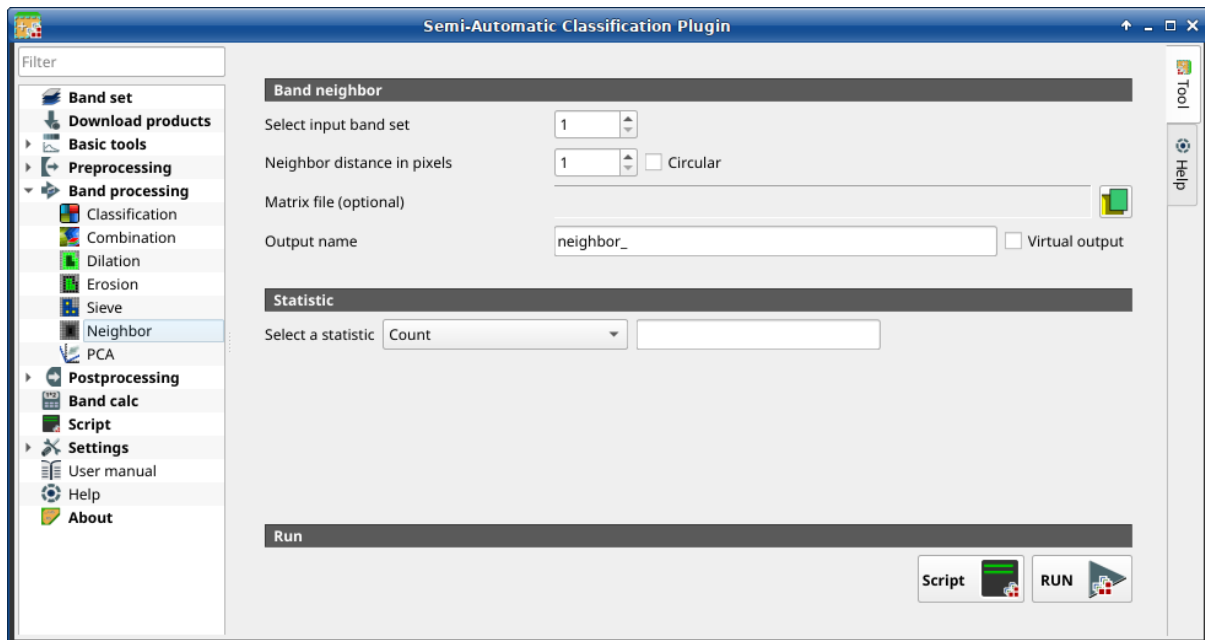 Semi-Automatic Classification Plugin
Filter
Band set
Download products
Basic tools
Preprocessing
Band processing
Classification
Combination
Dilation
Erosion
Sieve
Neighbor
PCA
Postprocessing
Band calc
Script
Settings
User manual
Help
About
Band neighbor
Select input band set 1
Neighbor distance in pixels 1 Circular
Matrix file (optional)
Output name neighbor_ Virtual output
Statistic
Select a statistic Count
Run
Script RUN
Tool
Help